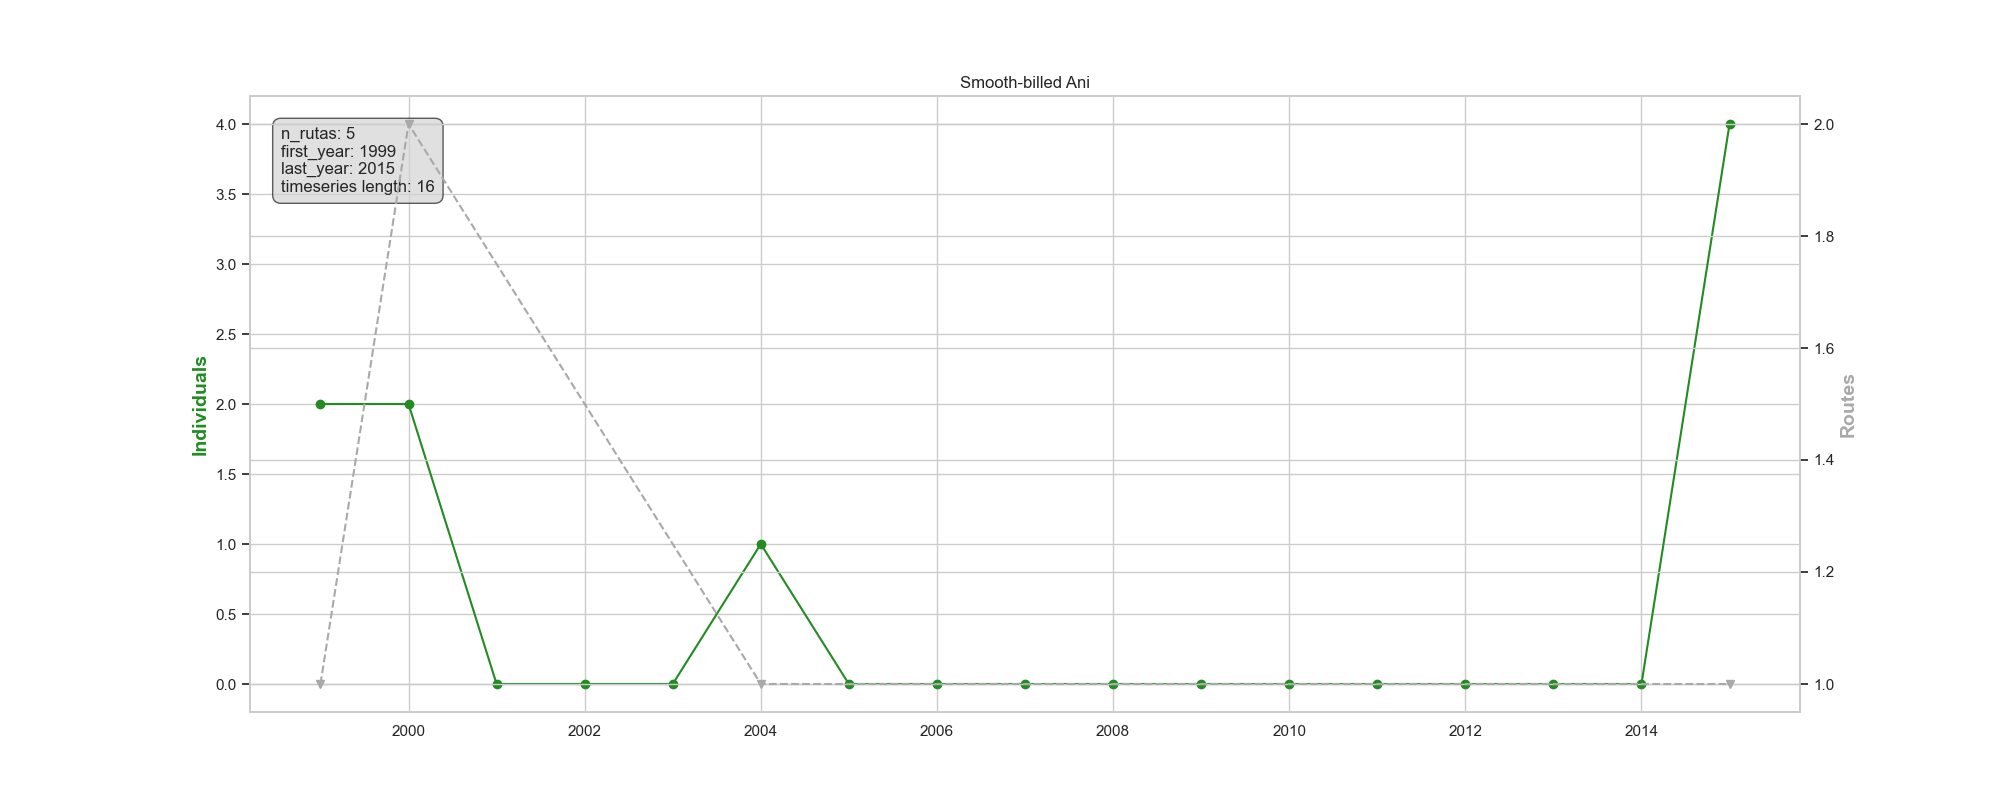 Smooth-billed Ani
n_rutas: 5
first_year: 1999
last_year: 2015
timeseries length: 16
Individuals
4.0
3.5
3.0
2.5
2.0
1.5
1.0
0.5
0.0
2.0
1.8
1.6
1.4
1.2
1.0
Routes
2000 2002 2004 2006 2008 2010 2012 2014